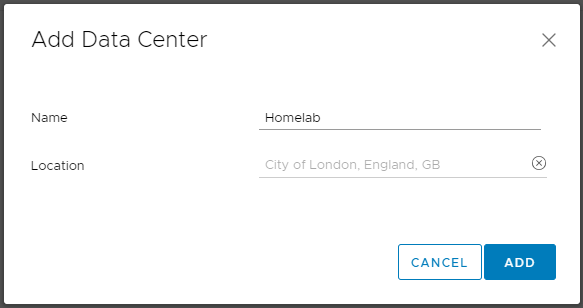 Add Data Center
Name
Homelab
Location
City of London, England, GB
CANCEL
ADD